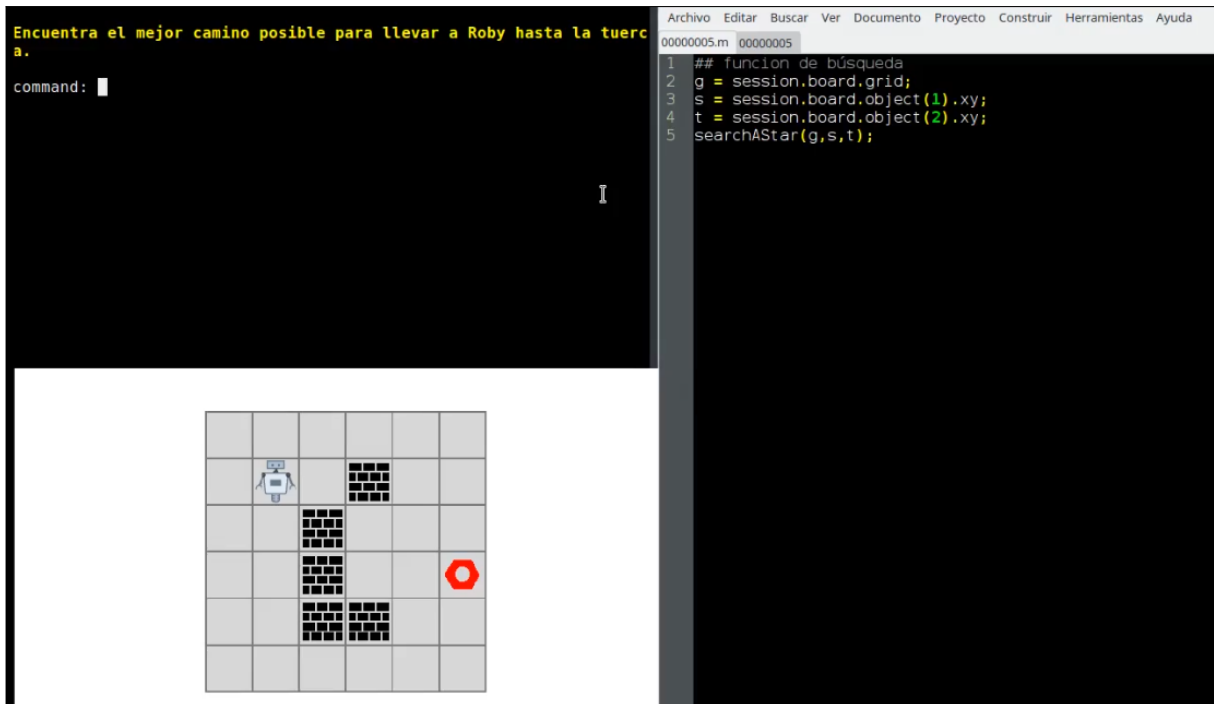 Encuentra el mejor camino posible para llevar a Roby hasta la tuerc
a.
command:
Archivo Editar Buscar Ver Documento Proyecto Construir Herramientas Ayuda
00000005.m 00000005
1 ## funcion de búsqueda
2 g = session.board.grid;
3 s = session.board.object(1).xy;
4 t = session.board.object(2).xy;
5 searchAStar(g,s,t);